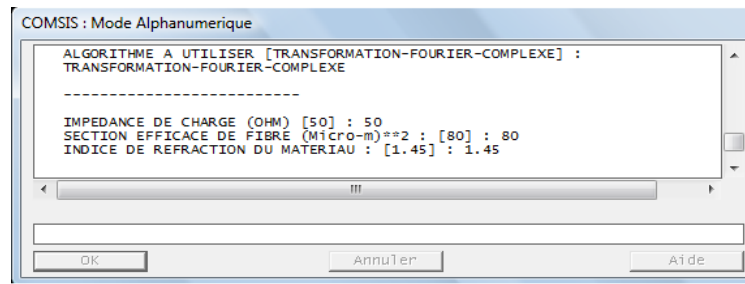 COMSIS : Mode Alphanumerique
ALGORITHME A UTILISER [TRANSFORMATION-FOURIER-COMPLEXE] :
TRANSFORMATION-FOURIER-COMPLEXE
---------------------------
IMPEDANCE DE CHARGE (OHM) [50] : 50
SECTION EFFICACE DE FIBRE (Micro-m)**2 : [80] : 80
INDICE DE REFRACTION DU MATERIAU : [1.45] : 1.45
OK Annuler Aide